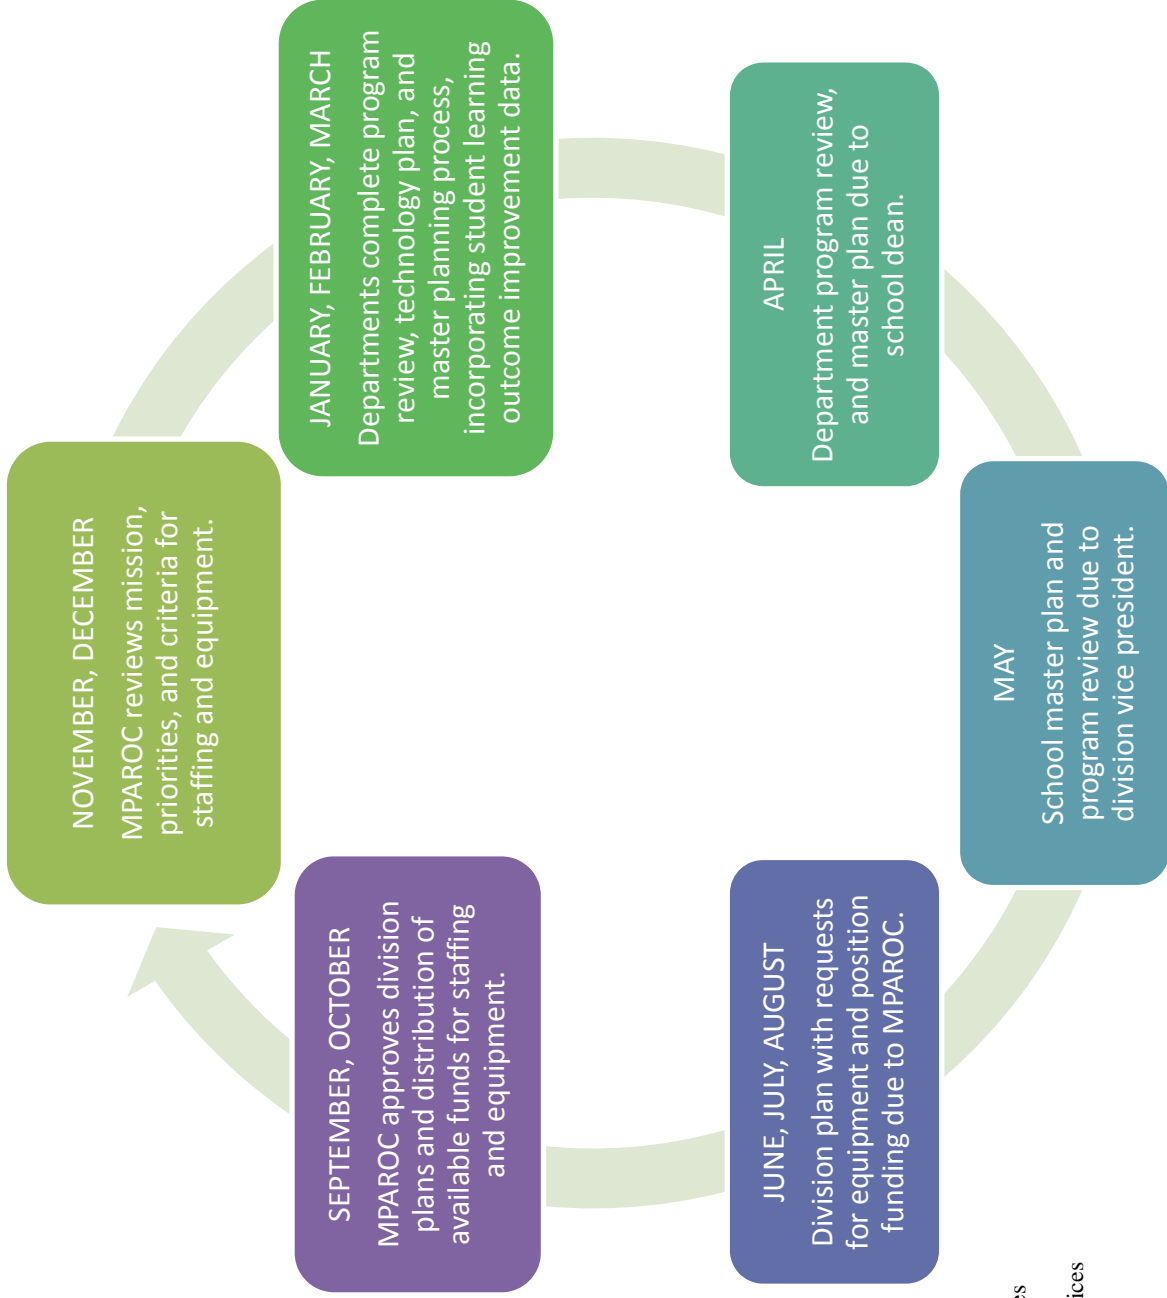 NOVEMBER, DECEMBER
MPAROC reviews mission,
priorities, and criteria for
staffing and equipment.
JANUARY, FEBRUARY, MARCH
Departments complete program
review, technology plan, and
master planning process,
incorporating student learning
outcome improvement data.
APRIL
Department program review,
and master plan due to
school dean.
MAY
School master plan and
program review due to
division vice president.
JUNE, JULY, AUGUST
Division plan with requests
for equipment and position
funding due to MPAROC.
SEPTEMBER, OCTOBER
MPAROC approves division
plans and distribution of
available funds for staffing
and equipment.